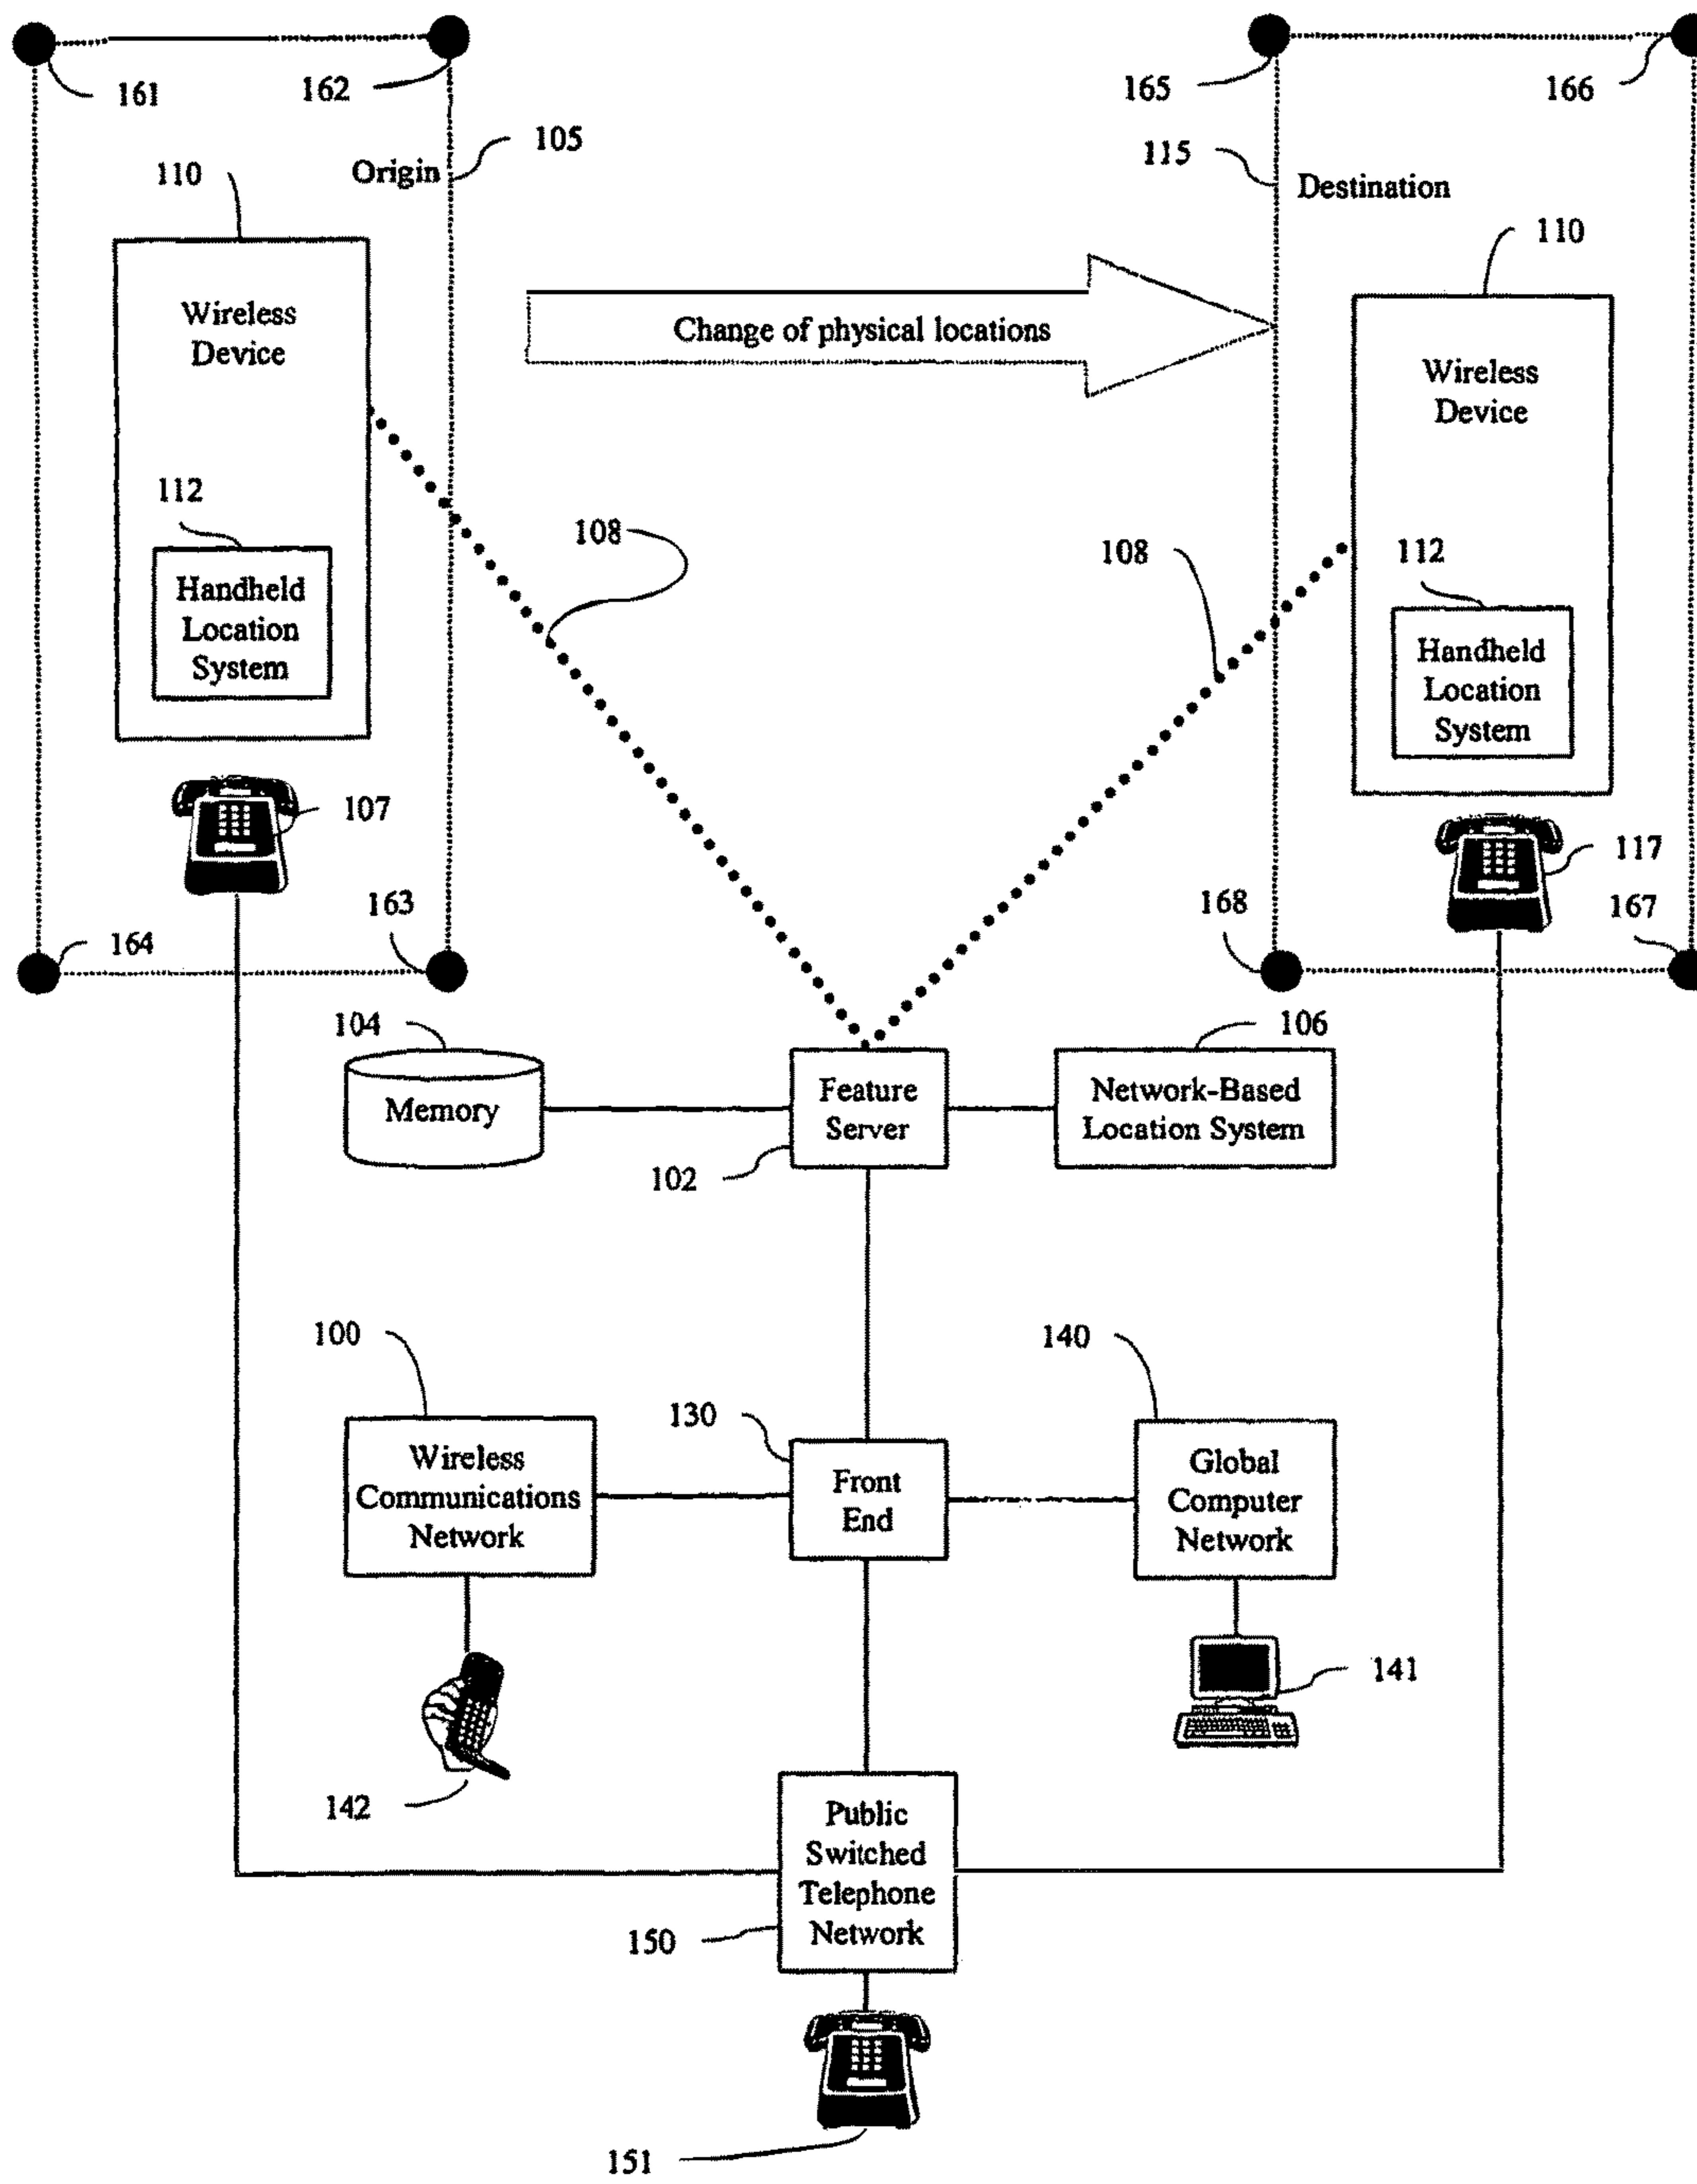 161
162
165
166
105
115
Origin
Destination
110
110
Wireless
Device
Change of physical locations
Wireless
Device
112
108
108
112
Handheld
Location
System
Handheld
Location
System
107
117
163
168
167
164
104
106
Memory
Feature
Server
Network-Based
Location System
102
100
140
130
Wireless
Communications
Network
Front
End
Global
Computer
Network
141
142
Public
Switched
Telephone
Network
150
151